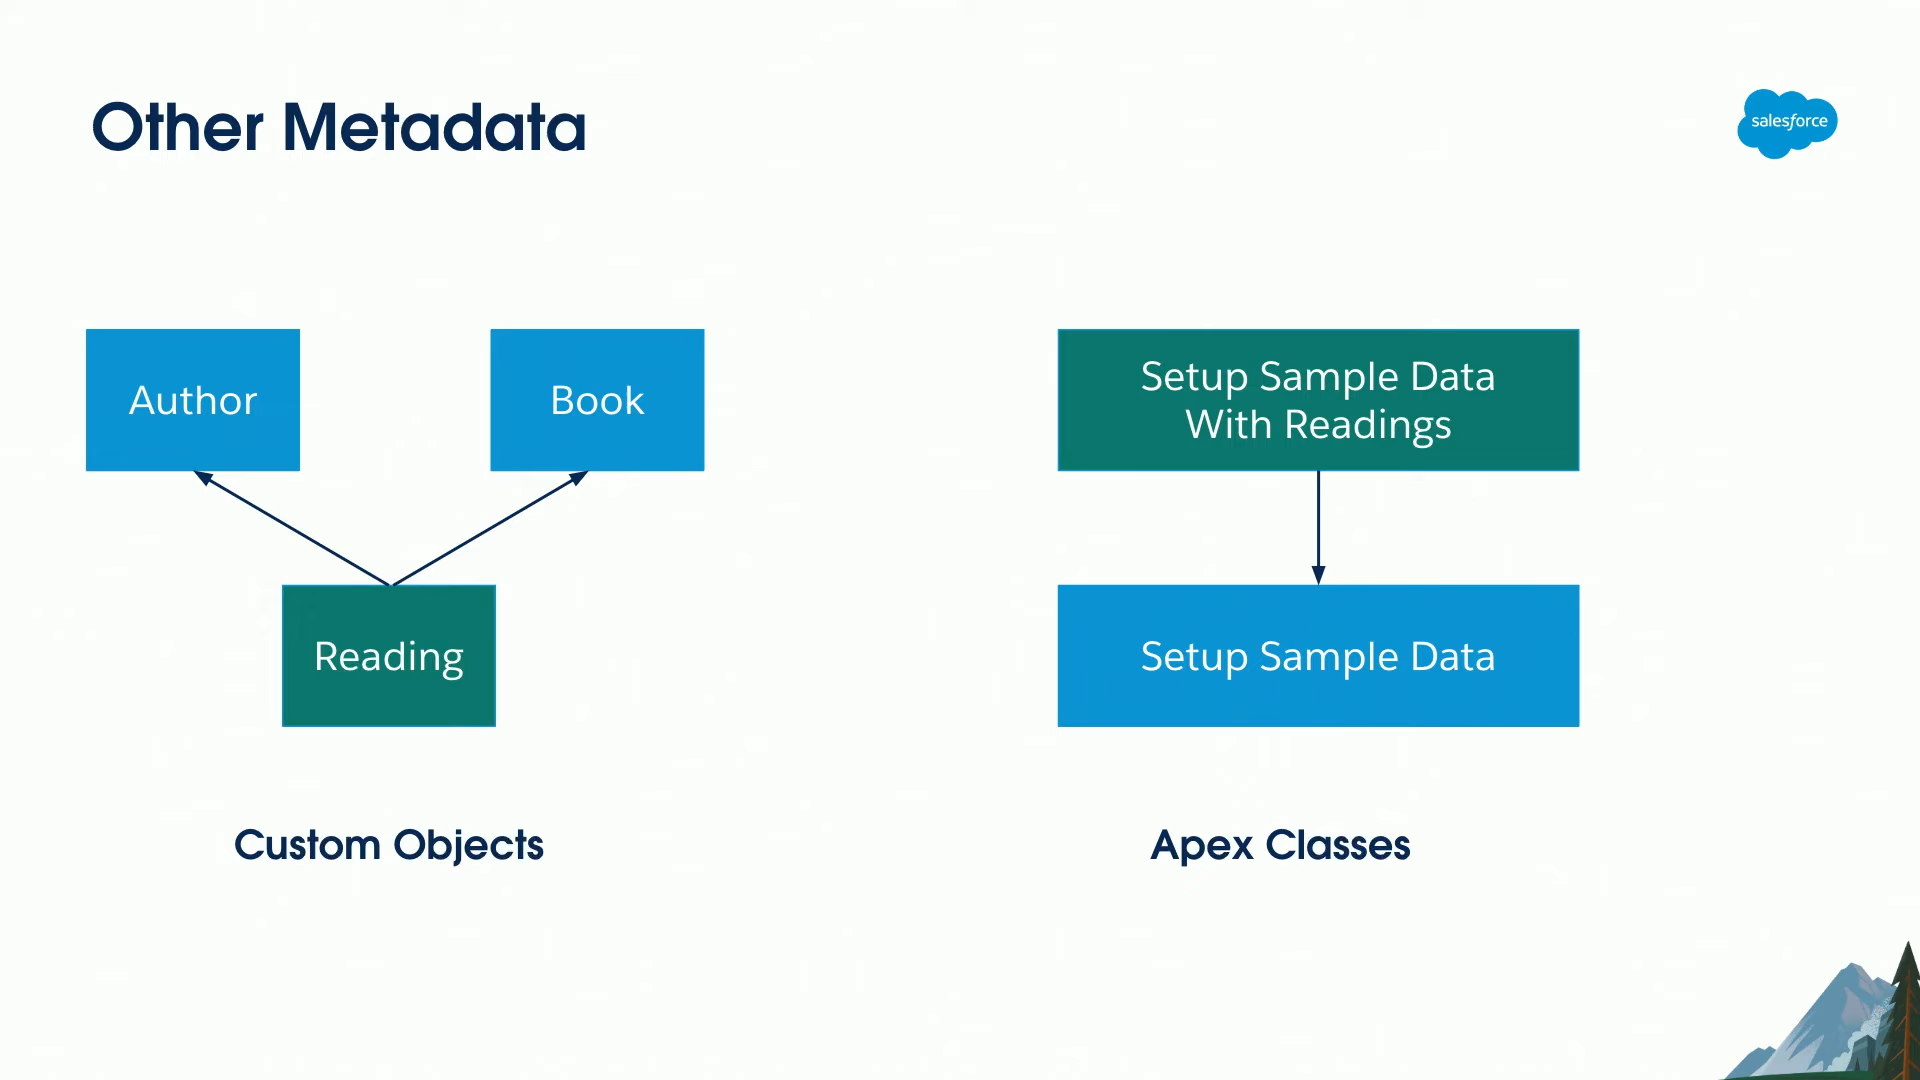 Other Metadata
salesforce
Author
Book
Reading
Custom Objects
Setup Sample Data
With Readings
Setup Sample Data
Apex Classes